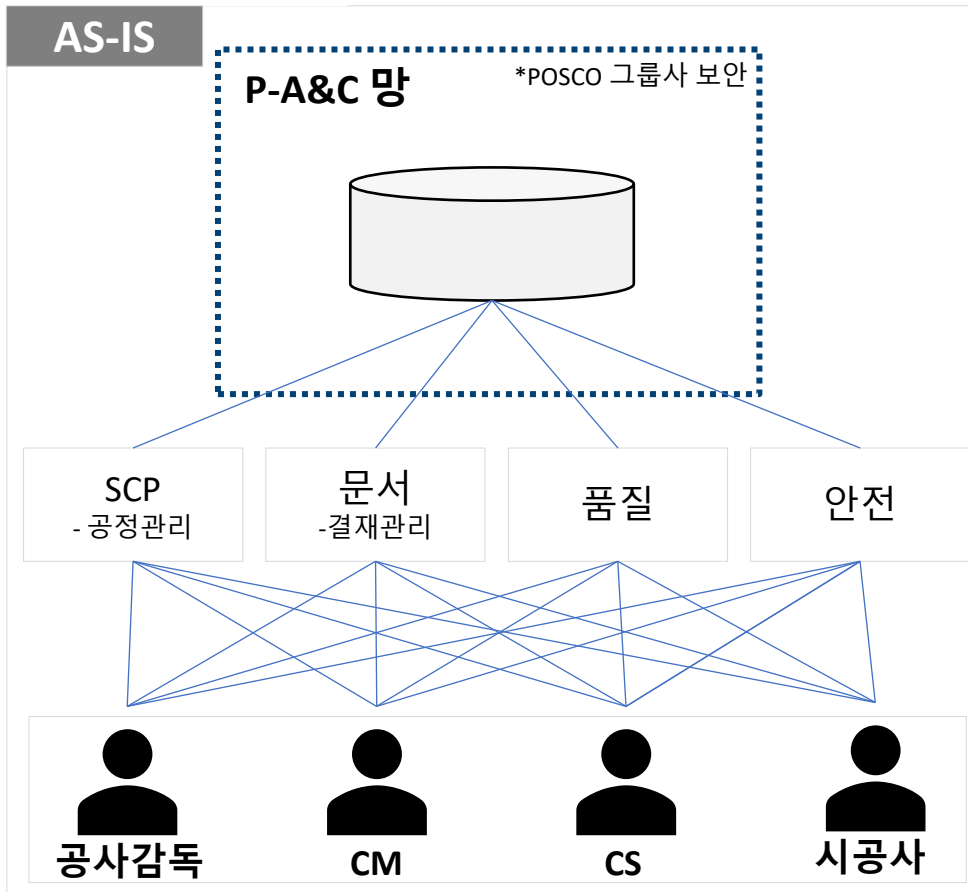 AS-IS
P-A&C 망
*POSCO 그룹사 보안
SCP
- 공정관리
문서
-결재관리
품질
안전
공사감독
CM
CS
시공사